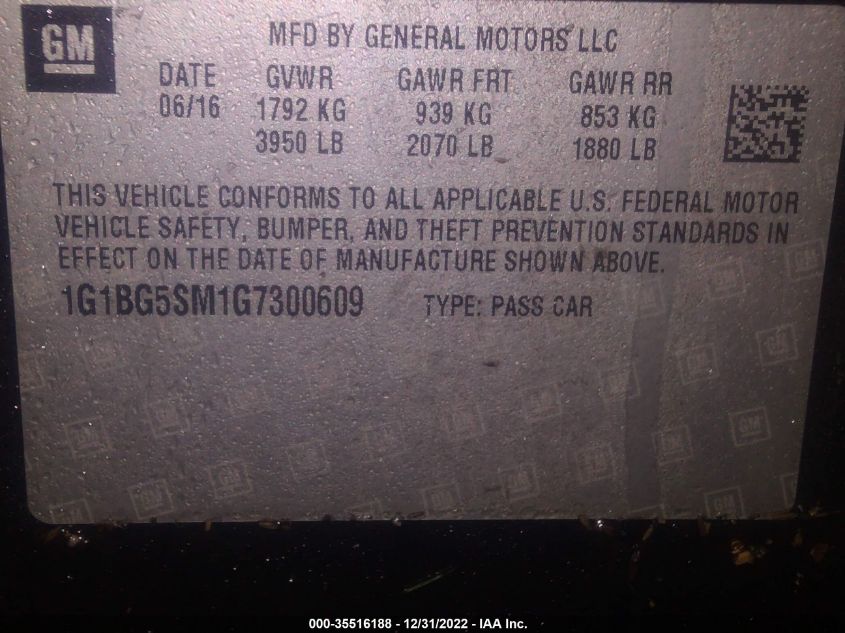 GM
MFD BY GENERAL MOTORS LLC
DATE GVWR GAWR FRT GAWR RR
06/16 1792 KG 939 KG 853 KG
3950 LB 2070 LB 1880 LB
THIS VEHICLE CONFORMS TO ALL APPLICABLE U.S. FEDERAL MOTOR
VEHICLE SAFETY, BUMPER, AND THEFT PREVENTION STANDARDS IN
EFFECT ON THE DATE OF MANUFACTURE SHOWN ABOVE.
1G1BG5SM1G7300609 TYPE: PASS CAR
000-35516188 - 12/31/2022 - IAA Inc.